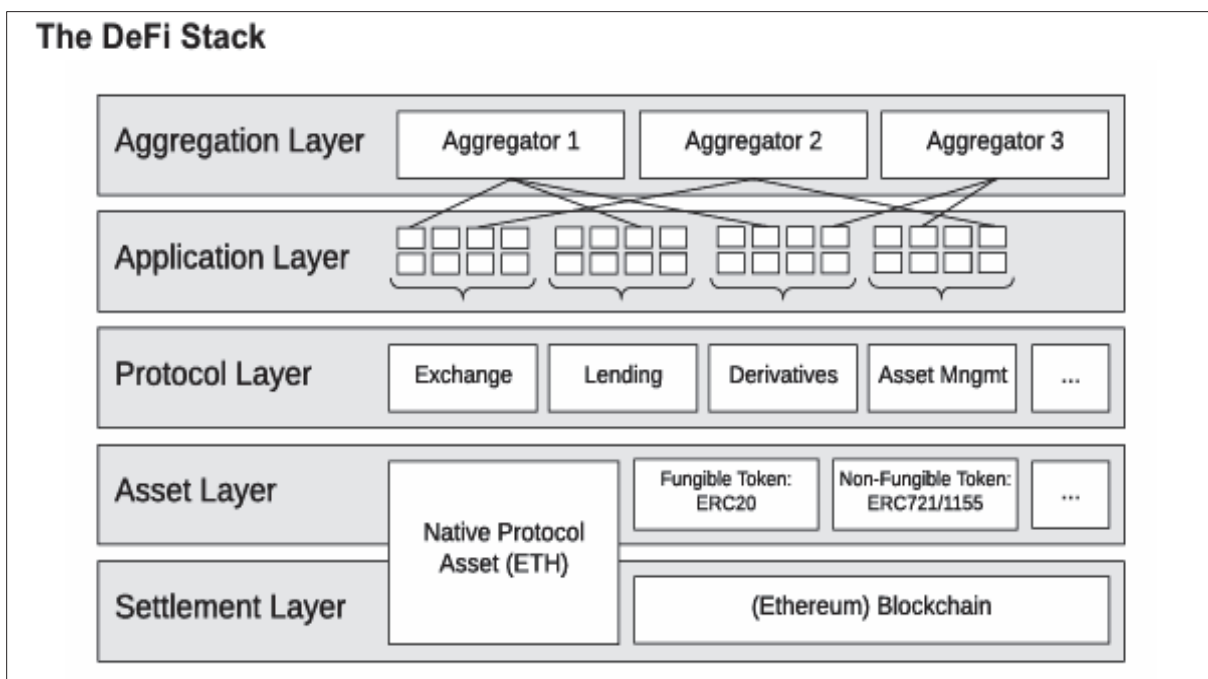 The DeFi Stack
Aggregation Layer
Aggregator 1
Aggregator 2
Aggregator 3
Application Layer
Protocol Layer
Exchange
Lending
Derivatives
Asset Mngmt
...
Asset Layer
Native Protocol
Asset (ETH)
Fungible Token:
ERC20
Non-Fungible Token:
ERC721/1155
...
Settlement Layer
(Ethereum) Blockchain